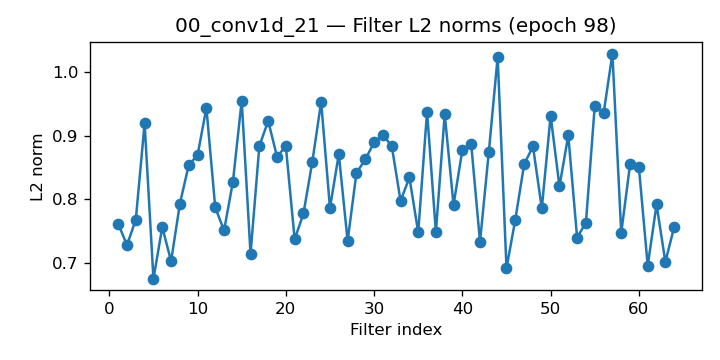 00_conv1d_21 — Filter L2 norms (epoch 98)
L2 norm
1.0
0.9
0.8
0.7
0 10 20 30 40 50 60
Filter index